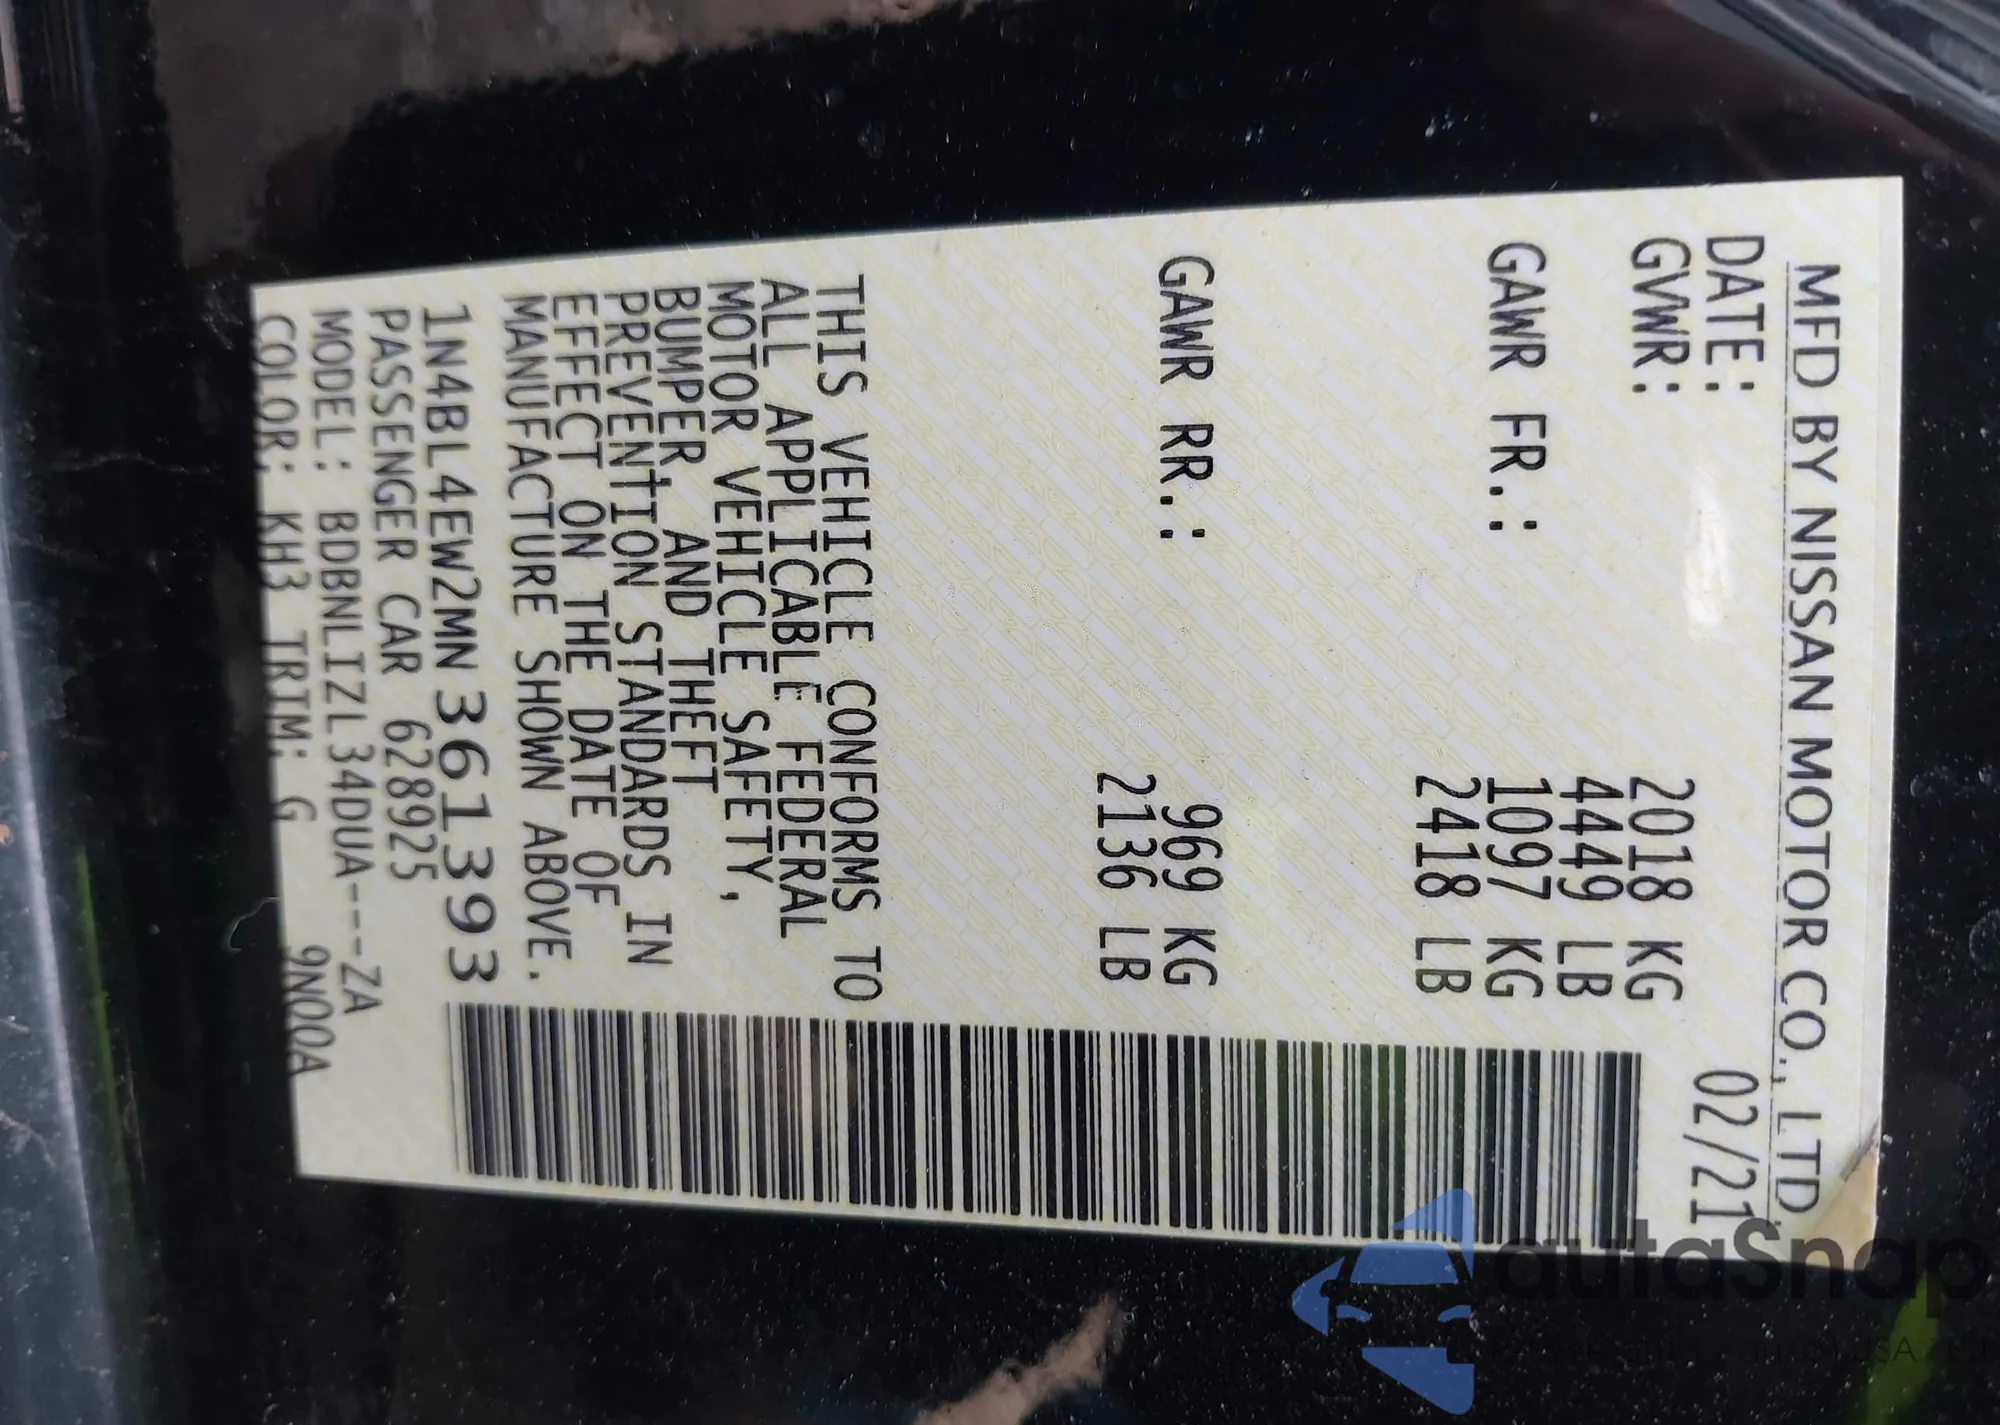 MFD BY NISSAN MOTOR CO., LTD
DATE: 02/21
GVWR: 2018 KG
4449 LB
GAWR FR.: 1097 KG
2418 LB
GAWR RR.: 969 KG
2136 LB
THIS VEHICLE CONFORMS TO
ALL APPLICABLE FEDERAL
MOTOR VEHICLE SAFETY,
BUMPER, AND THEFT
PREVENTION STANDARDS IN
EFFECT ON THE DATE OF
MANUFACTURE SHOWN ABOVE.
1N4BL4EW2MN361393
PASSENGER CAR 628925
MODEL: BDBNLIZL34DUA---ZA
COLOR: KH3 TRIM: G 9N00A
autaSnap